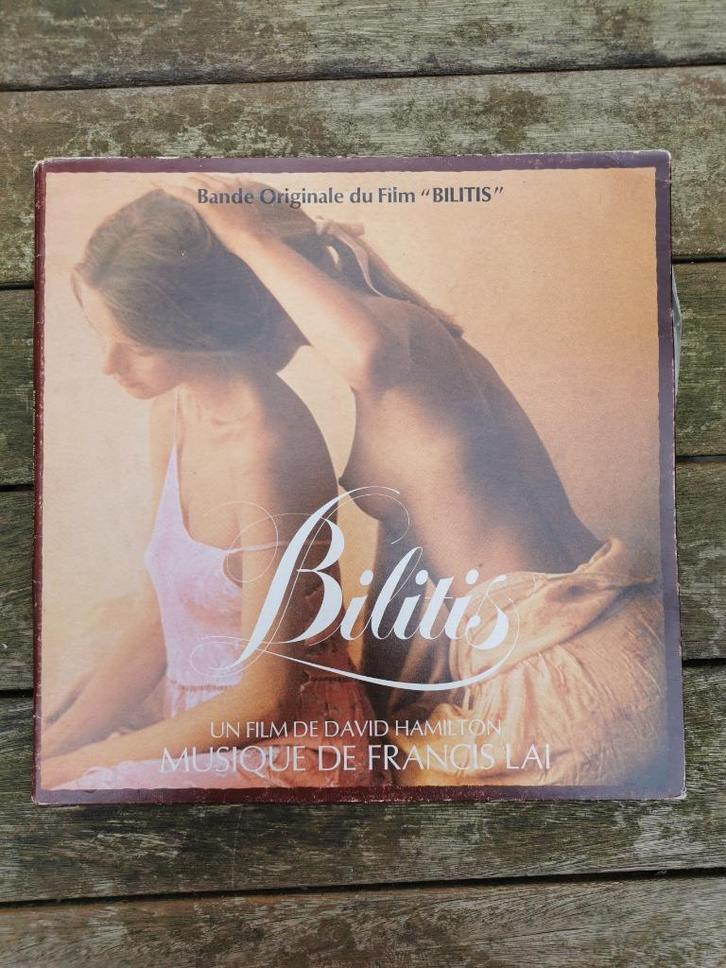 Bande Originale du Film “BILITIS”
Bilitis
UN FILM DE DAVID HAMILTON
MUSIQUE DE FRANCIS LAI